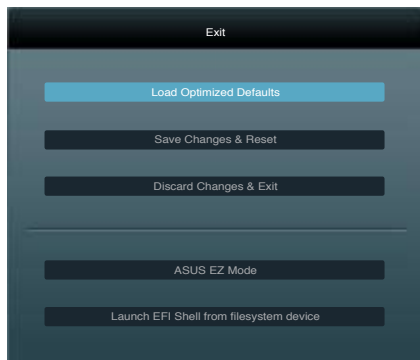 Exit
Load Optimized Defaults
Save Changes & Reset
Discard Changes & Exit
ASUS EZ Mode
Launch EFI Shell from filesystem device